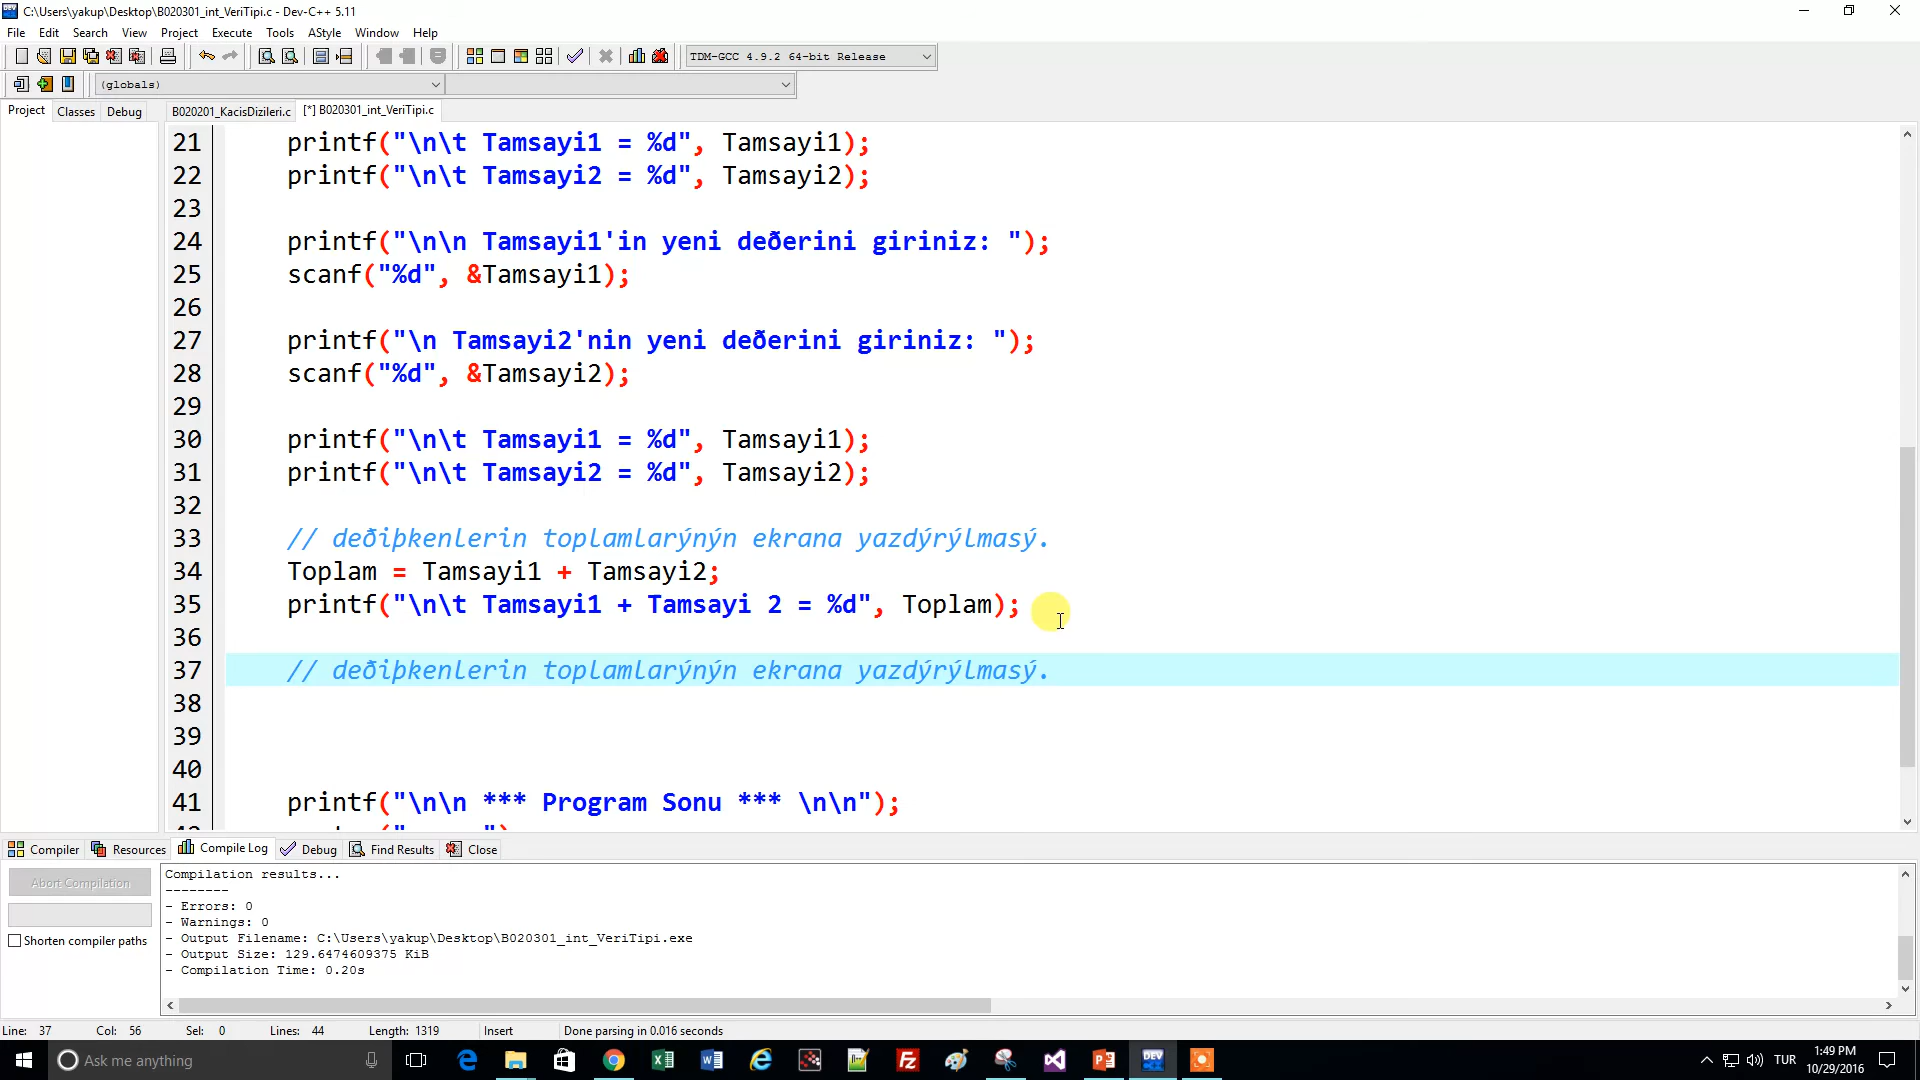 C:\Users\yakup\Desktop\B020301_int_VeriTipi.c - Dev-C++ 5.11
File Edit Search View Project Execute Tools AStyle Window Help
TDM-GCC 4.9.2 64-bit Release
(globals)
Project Classes Debug B020201_KacisDizileri.c [*] B020301_int_VeriTipi.c
21 printf("\n\t Tamsayi1 = %d", Tamsayi1);
22 printf("\n\t Tamsayi2 = %d", Tamsayi2);
23
24 printf("\n\n Tamsayi1'in yeni deðerini giriniz: ");
25 scanf("%d", &Tamsayi1);
26
27 printf("\n Tamsayi2'nin yeni deðerini giriniz: ");
28 scanf("%d", &Tamsayi2);
29
30 printf("\n\t Tamsayi1 = %d", Tamsayi1);
31 printf("\n\t Tamsayi2 = %d", Tamsayi2);
32
33 // deðiþkenlerin toplamlarýnýn ekrana yazdýrýlmasý.
34 Toplam = Tamsayi1 + Tamsayi2;
35 printf("\n\t Tamsayi1 + Tamsayi 2 = %d", Toplam);
36
37 // deðiþkenlerin toplamlarýnýn ekrana yazdýrýlmasý.
38
39
40
41 printf("\n\n *** Program Sonu *** \n\n");
Compiler Resources Compile Log Debug Find Results Close
Abort Compilation
Shorten compiler paths
Compilation results...
--------
- Errors: 0
- Warnings: 0
- Output Filename: C:\Users\yakup\Desktop\B020301_int_VeriTipi.exe
- Output Size: 129.6474609375 KiB
- Compilation Time: 0.20s
Line: 37 Col: 56 Sel: 0 Lines: 44 Length: 1319 Insert Done parsing in 0.016 seconds
Ask me anything
TUR
1:49 PM
10/29/2016